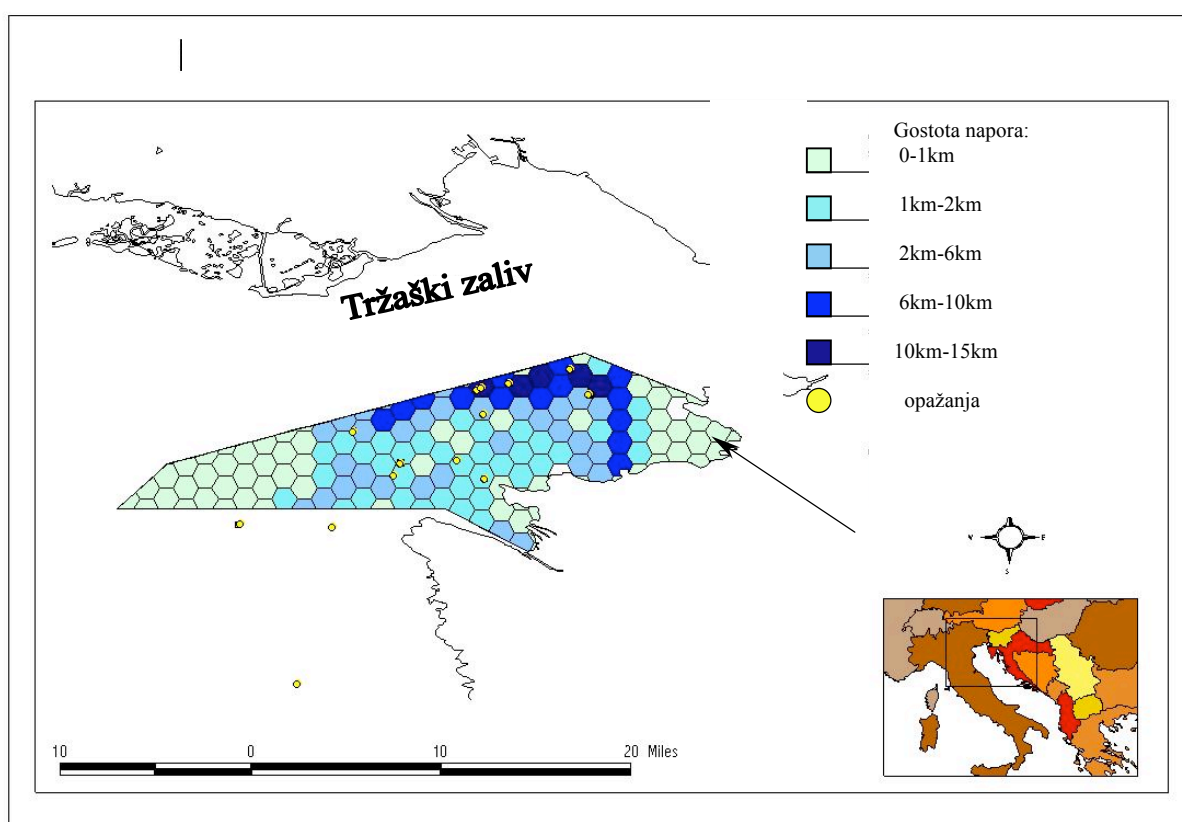 Gostota napora:
0-1km
1km-2km
2km-6km
6km-10km
10km-15km
opažanja
Tržaški zaliv
W E
S
10 0 10 20 Miles